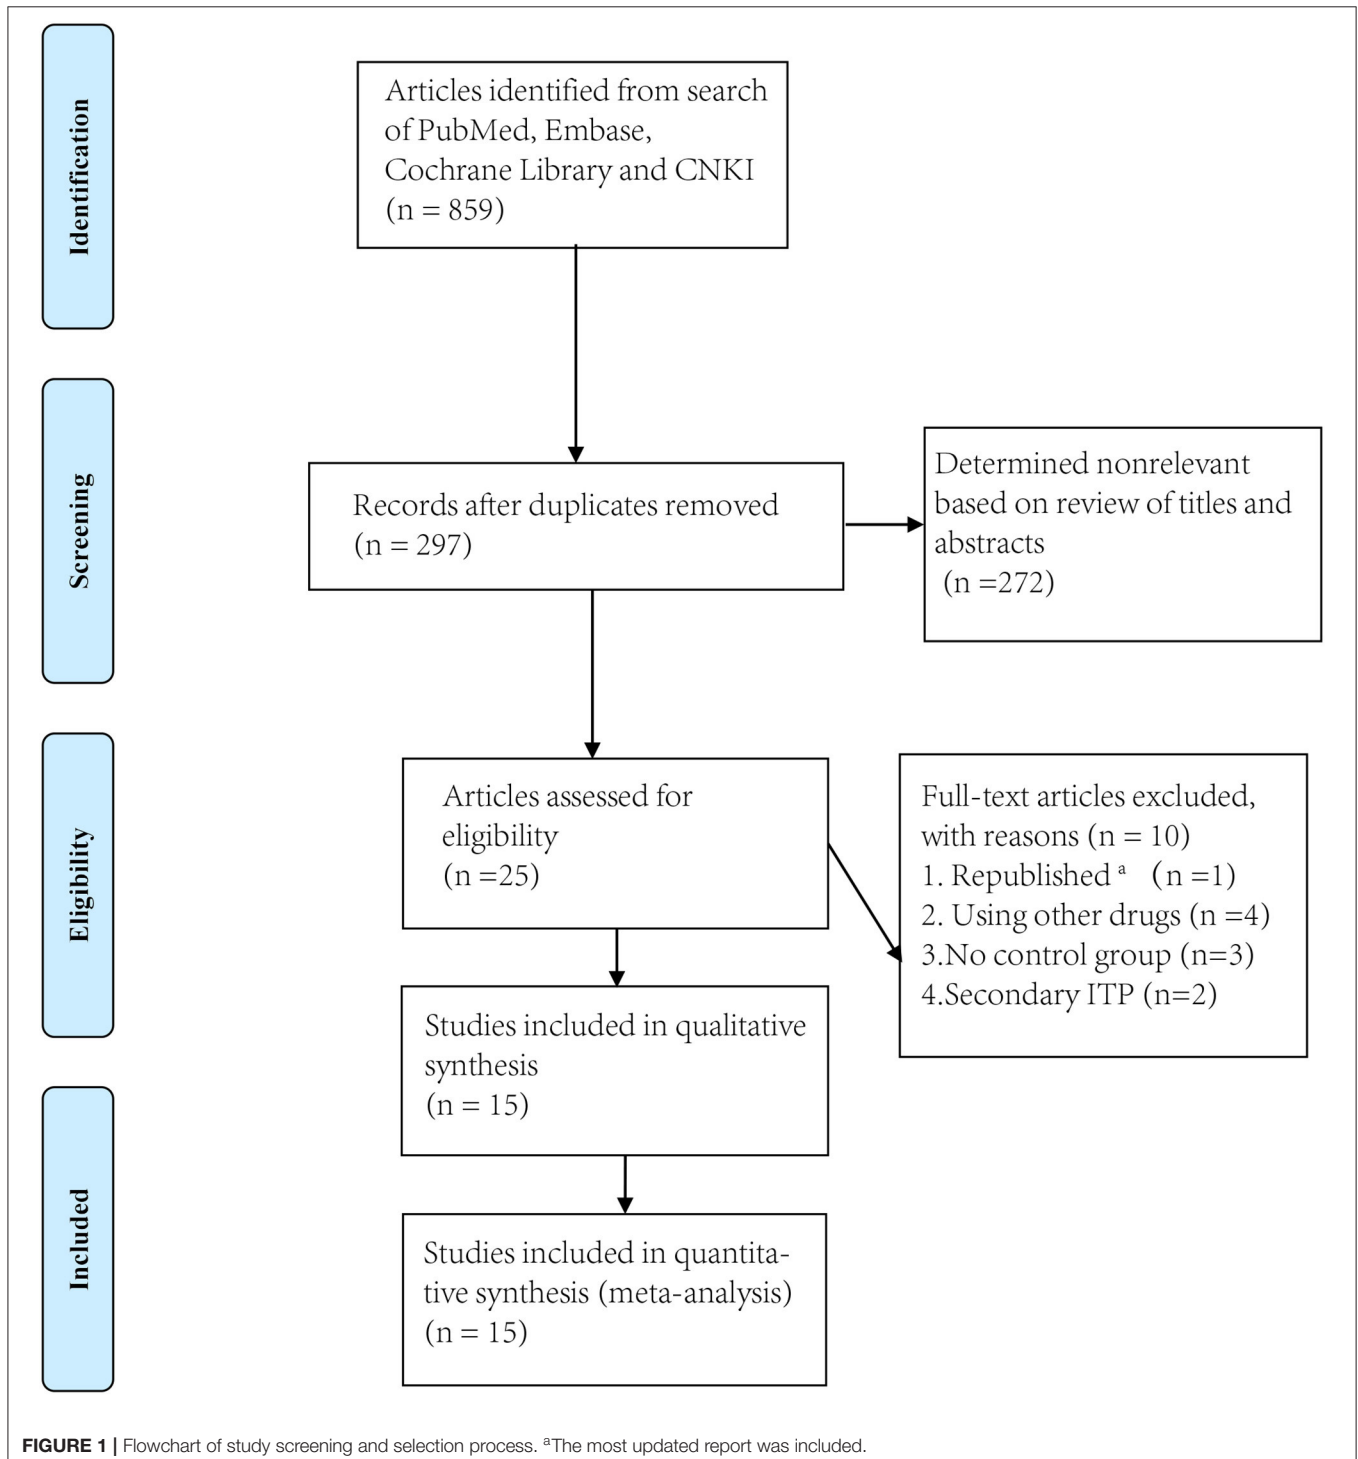 Identification
Articles identified from search
of PubMed, Embase,
Cochrane Library and CNKI
(n = 859)
Screening
Records after duplicates removed
(n = 297)
Determined nonrelevant
based on review of titles and
abstracts
(n =272)
Eligibility
Articles assessed for
eligibility
(n =25)
Full-text articles excluded,
with reasons (n = 10)
1. Republished ᵃ (n =1)
2. Using other drugs (n =4)
3.No control group (n=3)
4.Secondary ITP (n=2)
Studies included in qualitative
synthesis
(n = 15)
Included
Studies included in quantita-
tive synthesis (meta-analysis)
(n = 15)
FIGURE 1 | Flowchart of study screening and selection process. ᵃThe most updated report was included.